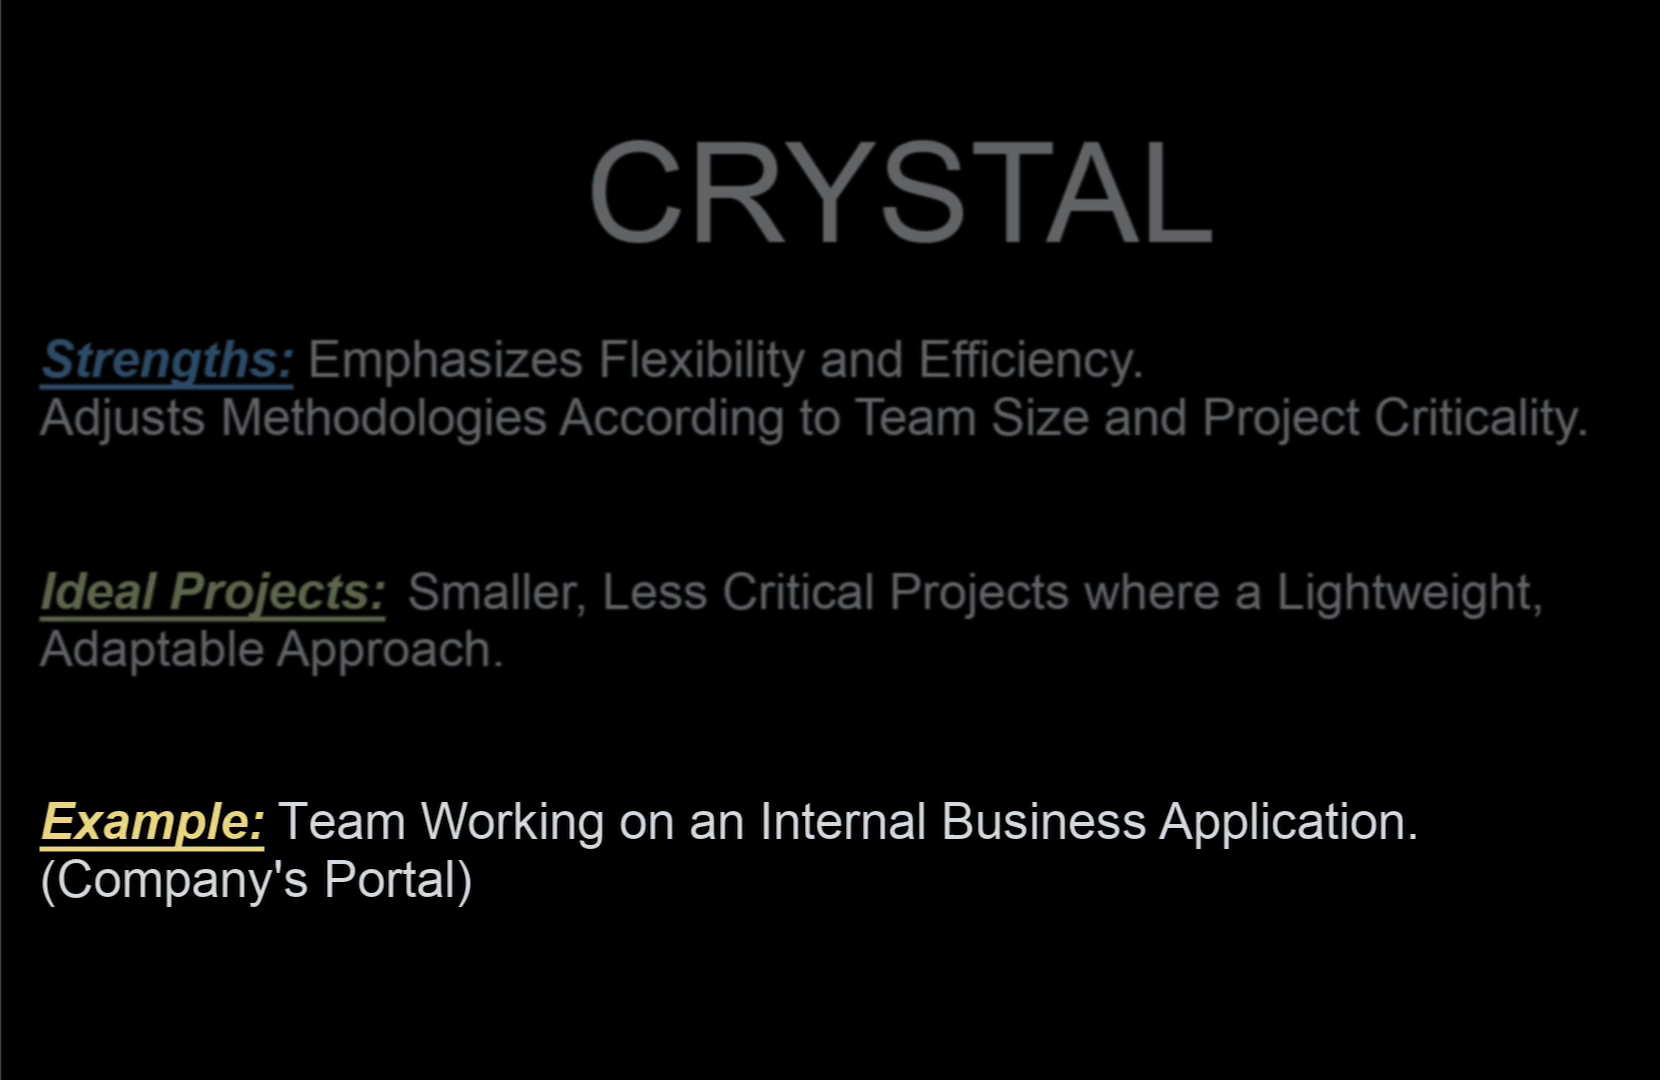 CRYSTAL
Strengths: Emphasizes Flexibility and Efficiency.
Adjusts Methodologies According to Team Size and Project Criticality.
Ideal Projects: Smaller, Less Critical Projects where a Lightweight,
Adaptable Approach.
Example: Team Working on an Internal Business Application.
(Company's Portal)